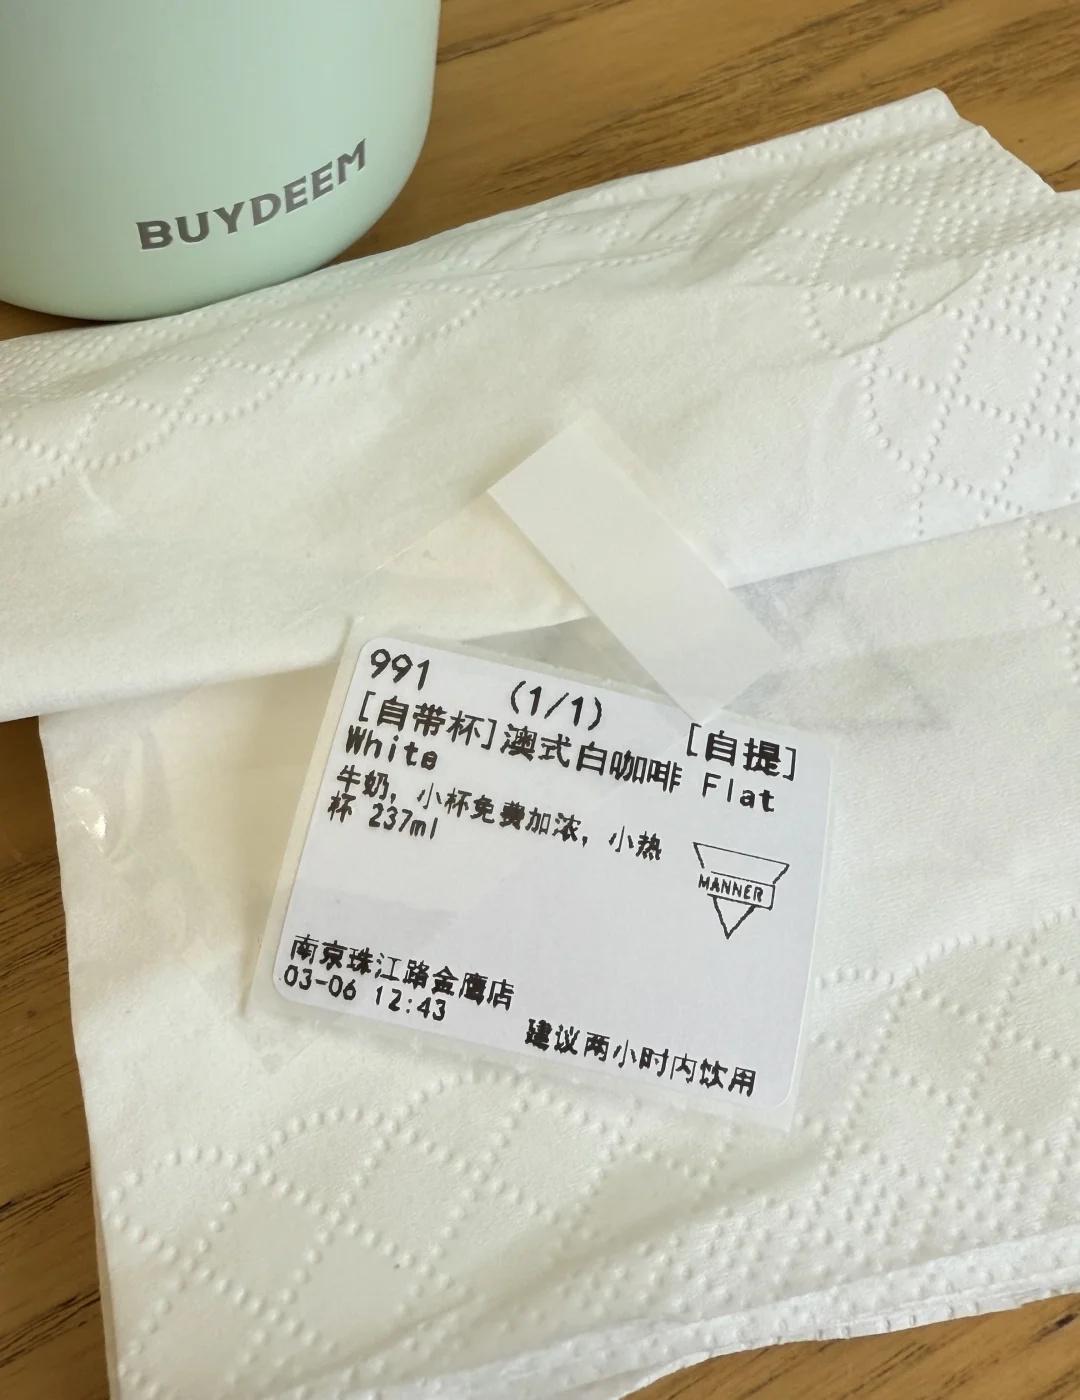 BUYDEEM
991 (1/1) [自提]
[自带杯]澳式白咖啡 Flat
White
牛奶, 小杯免费加浓, 小热
杯 237ml
MANNER
南京珠江路金鹰店
03-06 12:43
建议两小时内饮用